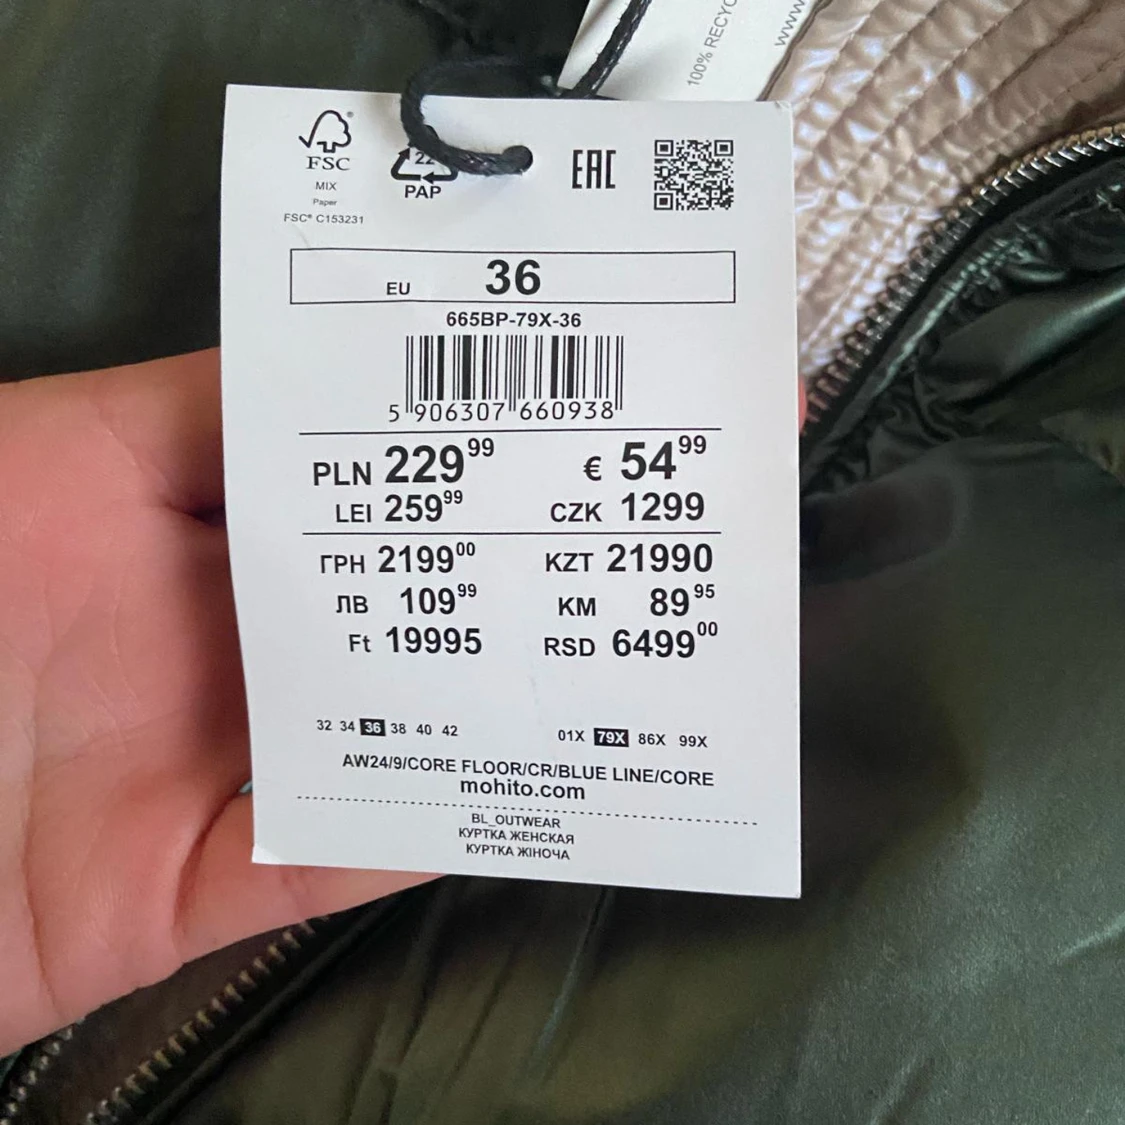 100% RECYC
www
FSC®
MIX
Paper
FSC® C153231
22
PAP
EAC
EU 36
665BP-79X-36
5 906307 660938
PLN 229 99 € 54 99
LEI 259 99 CZK 1299
ГРН 2199 00 KZT 21990
ЛВ 109 99 KM 89 95
Ft 19995 RSD 6499 00
32 34 36 38 40 42 01X 79X 86X 99X
AW24/9/CORE FLOOR/CR/BLUE LINE/CORE
mohito.com
BL_OUTWEAR
КУРТКА ЖЕНСКАЯ
КУРТКА ЖІНОЧА